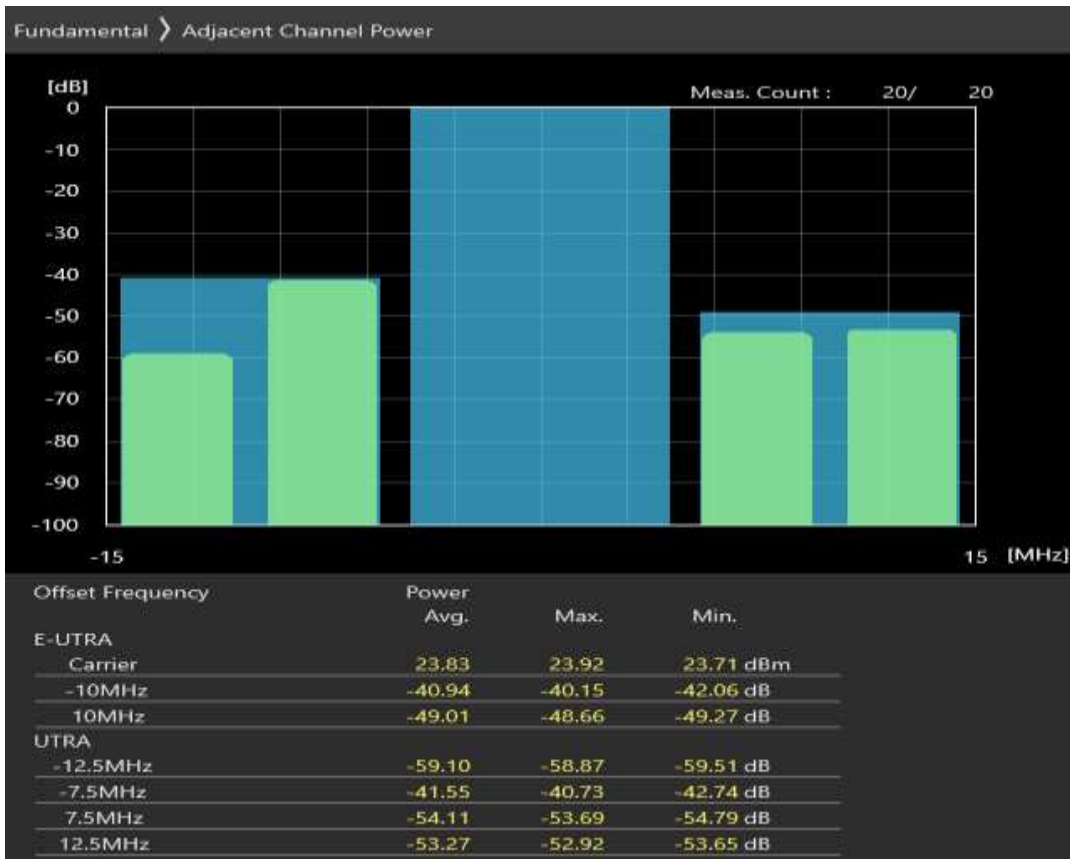 Fundamental 〉 Adjacent Channel Power
[dB]
Meas. Count : 20/ 20
0
-10
-20
-30
-40
-50
-60
-70
-80
-90
-100
-15 15 [MHz]
Offset Frequency Power
Avg. Max. Min.
E-UTRA
Carrier 23.83 23.92 23.71 dBm
-10MHz -40.94 -40.15 -42.06 dB
10MHz -49.01 -48.66 -49.27 dB
UTRA
-12.5MHz -59.10 -58.87 -59.51 dB
-7.5MHz -41.55 -40.73 -42.74 dB
7.5MHz -54.11 -53.69 -54.79 dB
12.5MHz -53.27 -52.92 -53.65 dB